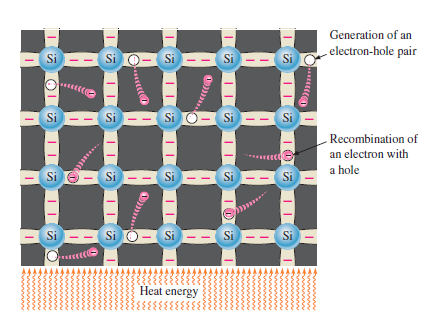 Generation of an
electron-hole pair
Si Si Si Si Si
Si Si Si Si Si
Recombination of
an electron with
a hole
Si Si Si Si Si
Si Si Si Si Si
Heat energy